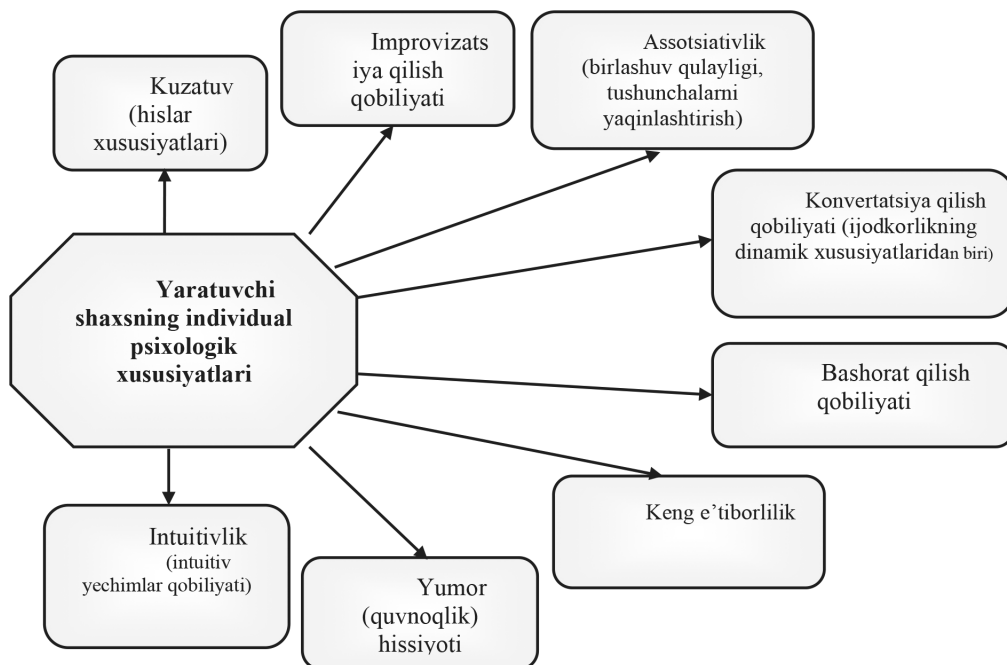 Kuzatuv
(hislar
xususiyatlari)
Improvizats
iya qilish
qobiliyati
Assotsiativlik
(birlashuv qulayligi,
tushunchalarni
yaqinlashtirish)
Konvertatsiya qilish
qobiliyati (ijodkorlikning
dinamik xususiyatlaridan biri)
Yaratuvchi
shaxsning individual
psixologik
xususiyatlari
Bashorat qilish
qobiliyati
Keng e’tiborlilik
Intuitivlik
(intuitiv
yechimlar qobiliyati)
Yumor
(quvnoqlik)
hissiyoti